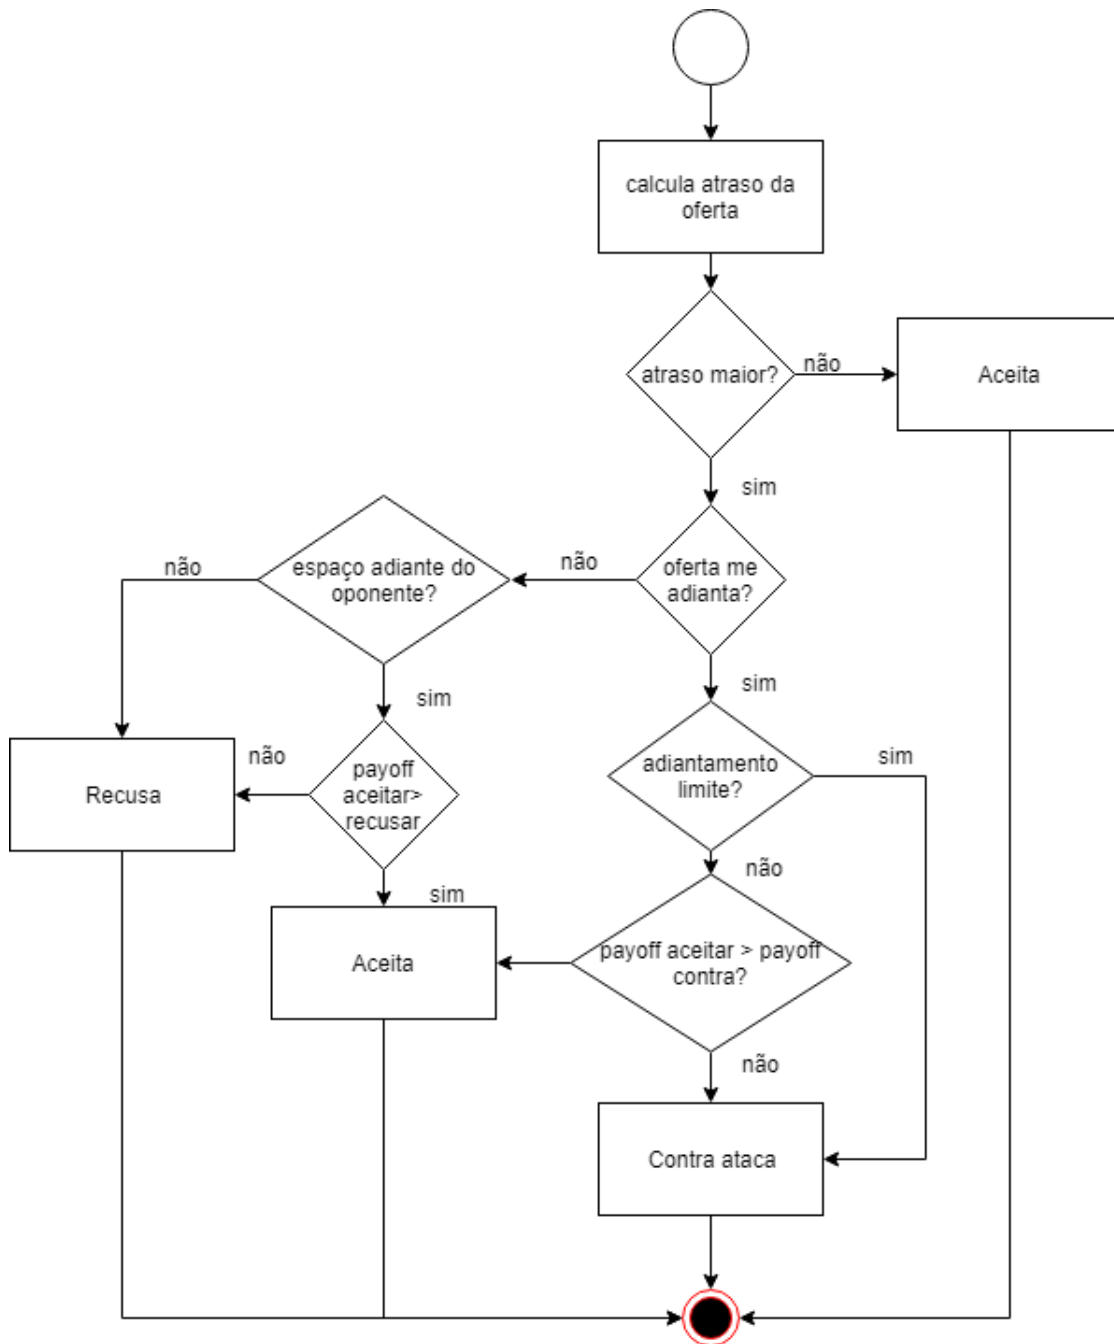 calcula atraso da
oferta
atraso maior?
não
Aceita
sim
não
espaço adiante do
oponente?
não
oferta me
adianta?
sim
sim
Recusa
não
payoff
aceitar>
recusar
adiantamento
limite?
sim
não
sim
Aceita
payoff aceitar > payoff
contra?
não
Contra ataca